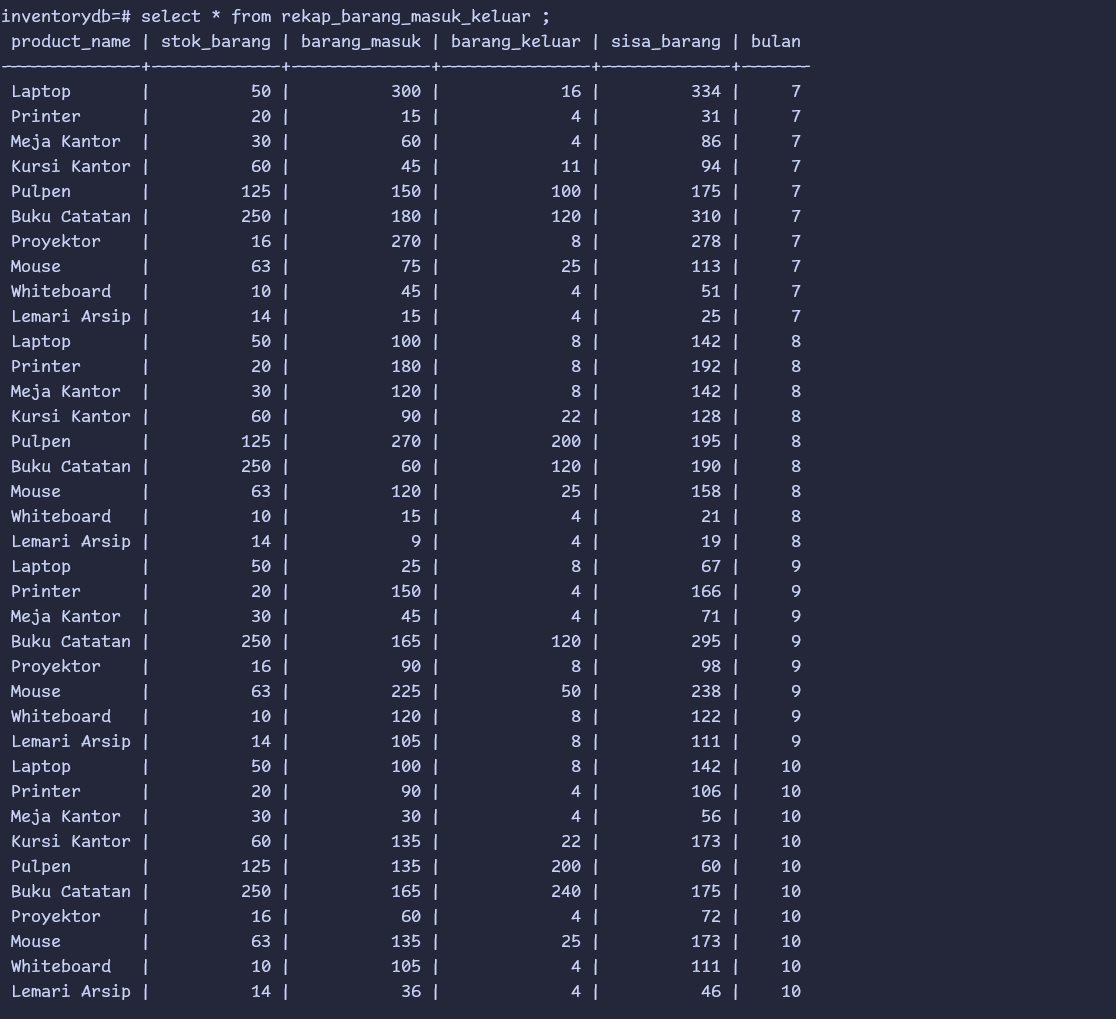 inventorydb=# select * from rekap_barang_masuk_keluar ;
 product_name | stok_barang | barang_masuk | barang_keluar | sisa_barang | bulan
--------------+-------------+--------------+---------------+-------------+-------
 Laptop       |          50 |          300 |            16 |         334 |     7
 Printer      |          20 |           15 |             4 |          31 |     7
 Meja Kantor  |          30 |           60 |             4 |          86 |     7
 Kursi Kantor |          60 |           45 |            11 |          94 |     7
 Pulpen       |         125 |          150 |           100 |         175 |     7
 Buku Catatan |         250 |          180 |           120 |         310 |     7
 Proyektor    |          16 |          270 |             8 |         278 |     7
 Mouse        |          63 |           75 |            25 |         113 |     7
 Whiteboard   |          10 |           45 |             4 |          51 |     7
 Lemari Arsip |          14 |           15 |             4 |          25 |     7
 Laptop       |          50 |          100 |             8 |         142 |     8
 Printer      |          20 |          180 |             8 |         192 |     8
 Meja Kantor  |          30 |          120 |             8 |         142 |     8
 Kursi Kantor |          60 |           90 |            22 |         128 |     8
 Pulpen       |         125 |          270 |           200 |         195 |     8
 Buku Catatan |         250 |           60 |           120 |         190 |     8
 Mouse        |          63 |          120 |            25 |         158 |     8
 Whiteboard   |          10 |           15 |             4 |          21 |     8
 Lemari Arsip |          14 |            9 |             4 |          19 |     8
 Laptop       |          50 |           25 |             8 |          67 |     9
 Printer      |          20 |          150 |             4 |         166 |     9
 Meja Kantor  |          30 |           45 |             4 |          71 |     9
 Buku Catatan |         250 |          165 |           120 |         295 |     9
 Proyektor    |          16 |           90 |             8 |          98 |     9
 Mouse        |          63 |          225 |            50 |         238 |     9
 Whiteboard   |          10 |          120 |             8 |         122 |     9
 Lemari Arsip |          14 |          105 |             8 |         111 |     9
 Laptop       |          50 |          100 |             8 |         142 |    10
 Printer      |          20 |           90 |             4 |         106 |    10
 Meja Kantor  |          30 |           30 |             4 |          56 |    10
 Kursi Kantor |          60 |          135 |            22 |         173 |    10
 Pulpen       |         125 |          135 |           200 |          60 |    10
 Buku Catatan |         250 |          165 |           240 |         175 |    10
 Proyektor    |          16 |           60 |             4 |          72 |    10
 Mouse        |          63 |          135 |            25 |         173 |    10
 Whiteboard   |          10 |          105 |             4 |         111 |    10
 Lemari Arsip |          14 |           36 |             4 |          46 |    10